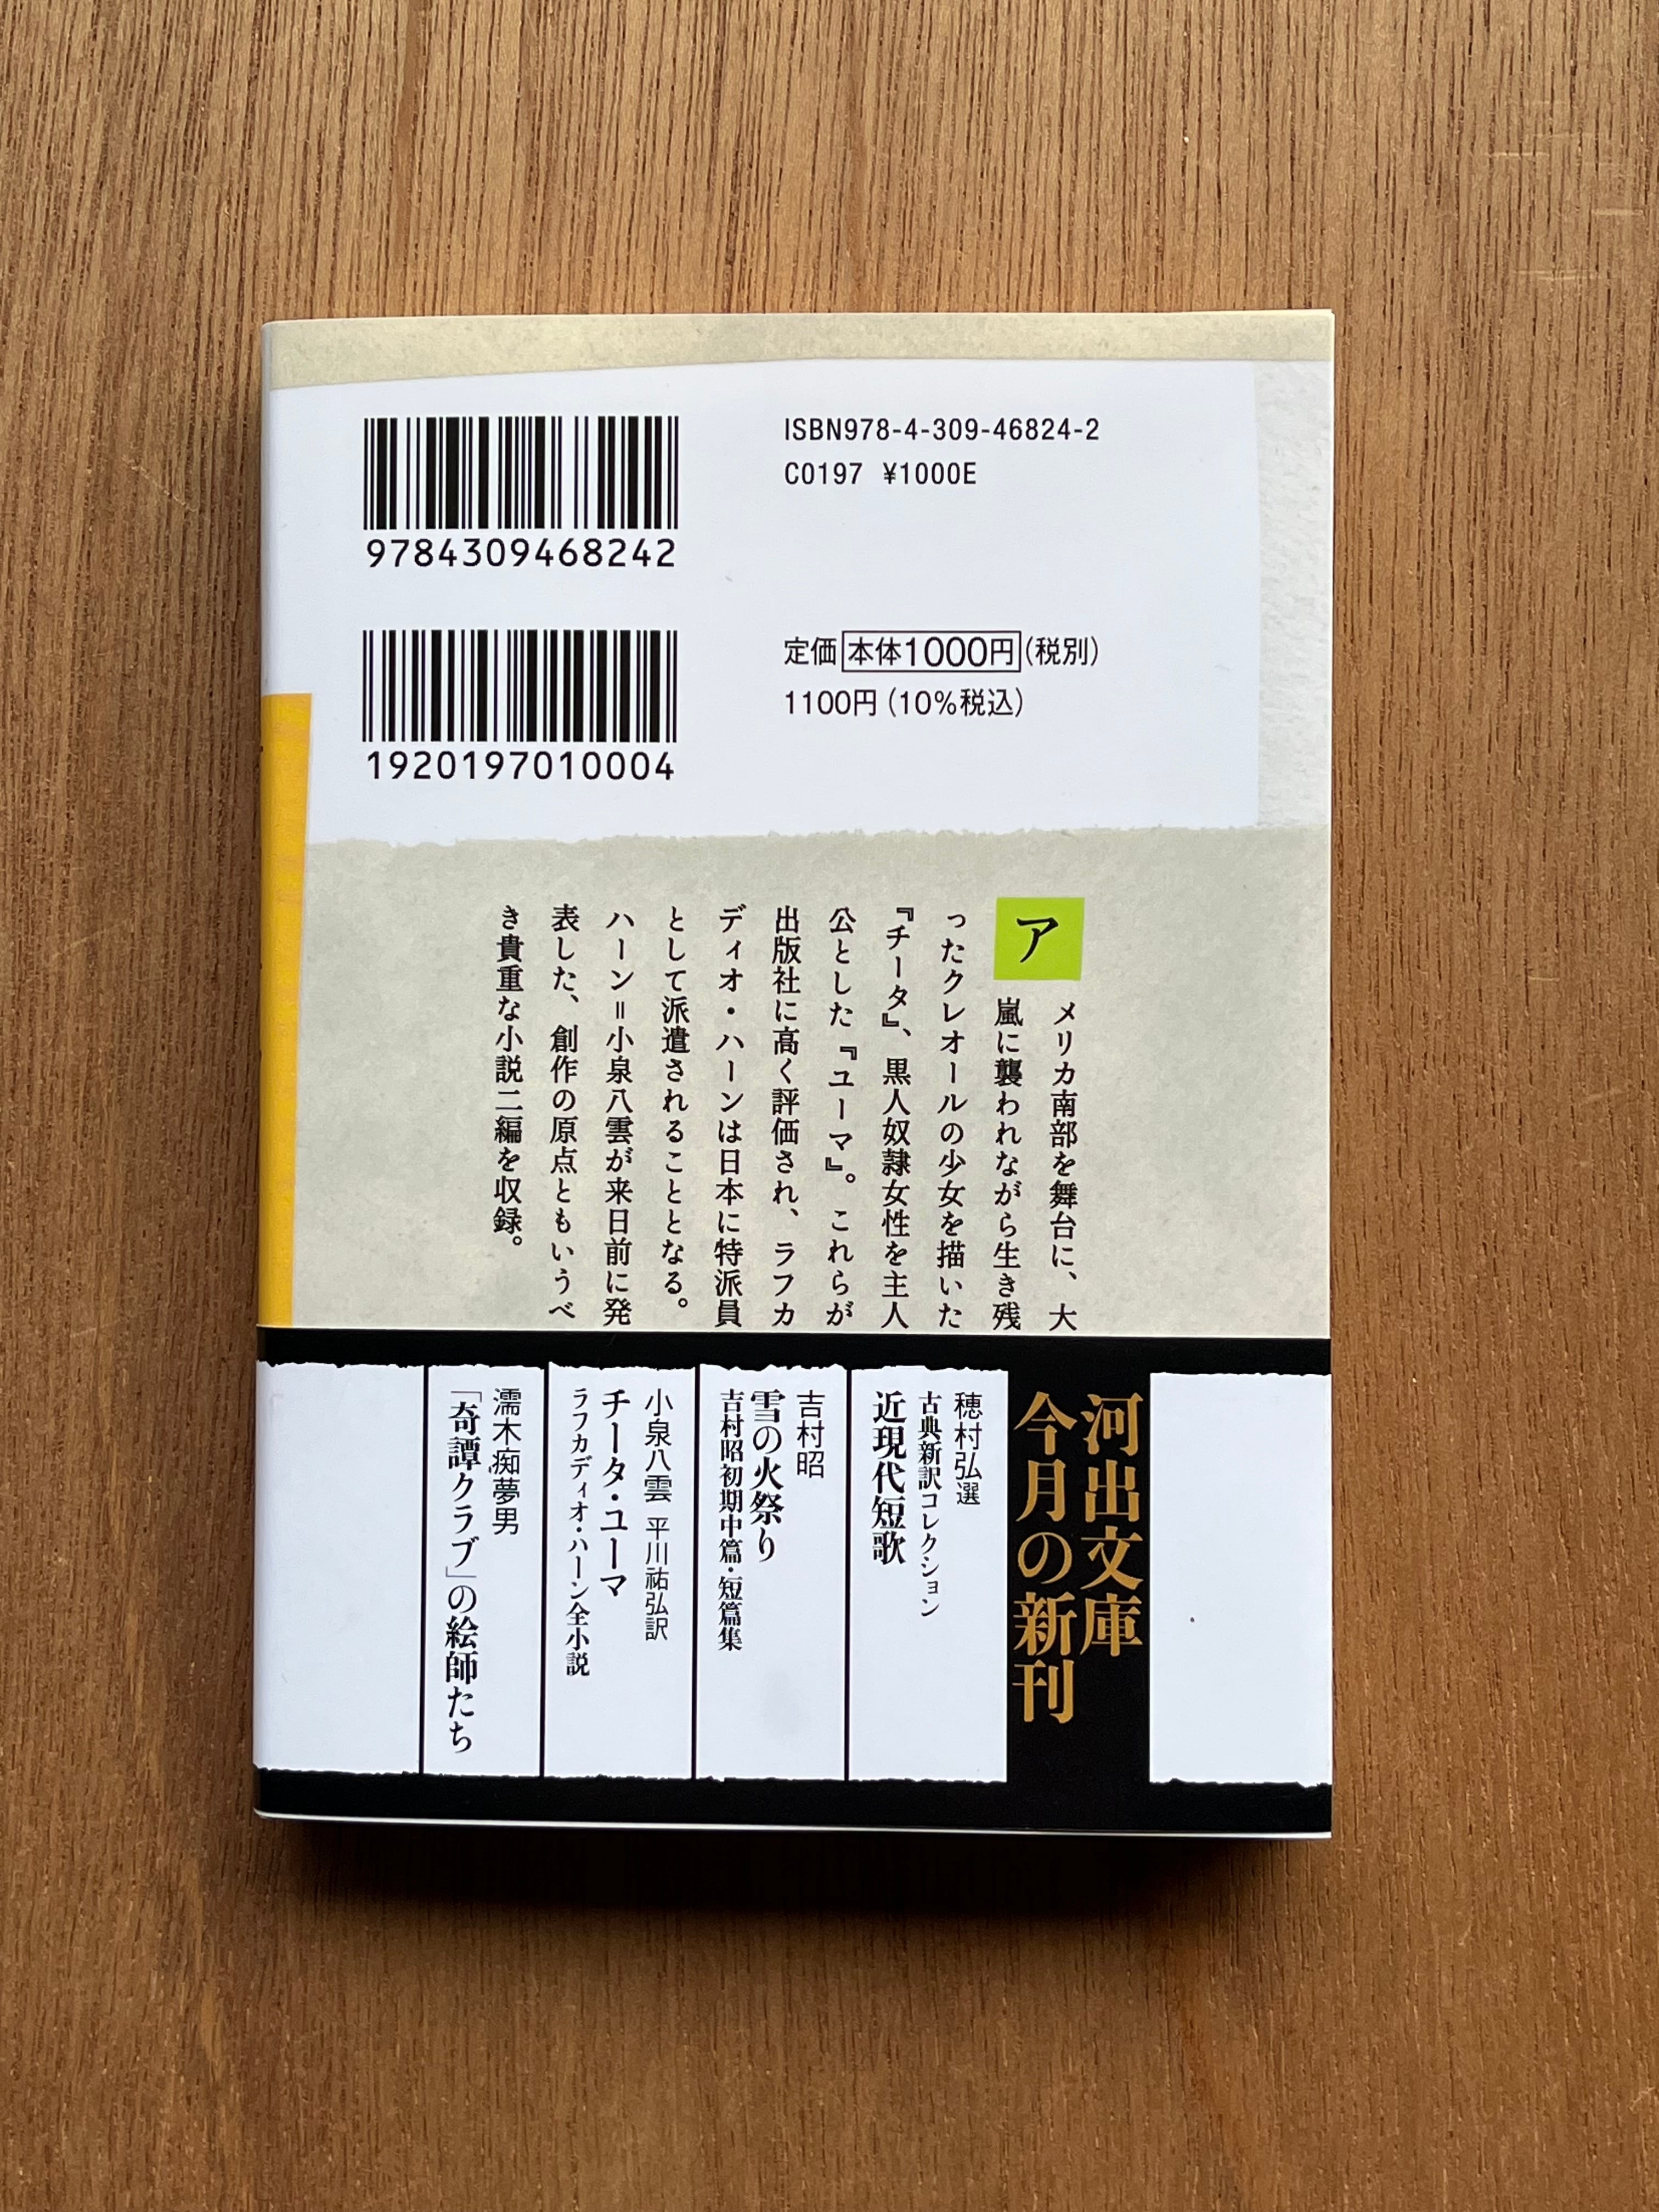 ISBN978-4-309-46824-2
C0197 ¥1000E
9784309468242
定価 本体1000円(税別)
1100円(10%税込)
1920197010004
アメリカ南部を舞台に、大
嵐に襲われながら生き残
ったクレオールの少女を描いた
『チータ』、黒人奴隷女性を主人
公とした『ユーマ』。これらが
出版社に高く評価され、ラフカ
ディオ・ハーンは日本に特派員
として派遣されることとなる。
ハーン=小泉八雲が来日前に発
表した、創作の原点ともいうべ
き貴重な小説二編を収録。
河出文庫
今月の新刊
穂村弘選
古典新訳コレクション
近現代短歌
吉村昭
雪の火祭り
吉村昭初期中篇・短篇集
小泉八雲 平川祐弘訳
チータ・ユーマ
ラフカディオ・ハーン全小説
濡木痴夢男
「奇譚クラブ」の絵師たち